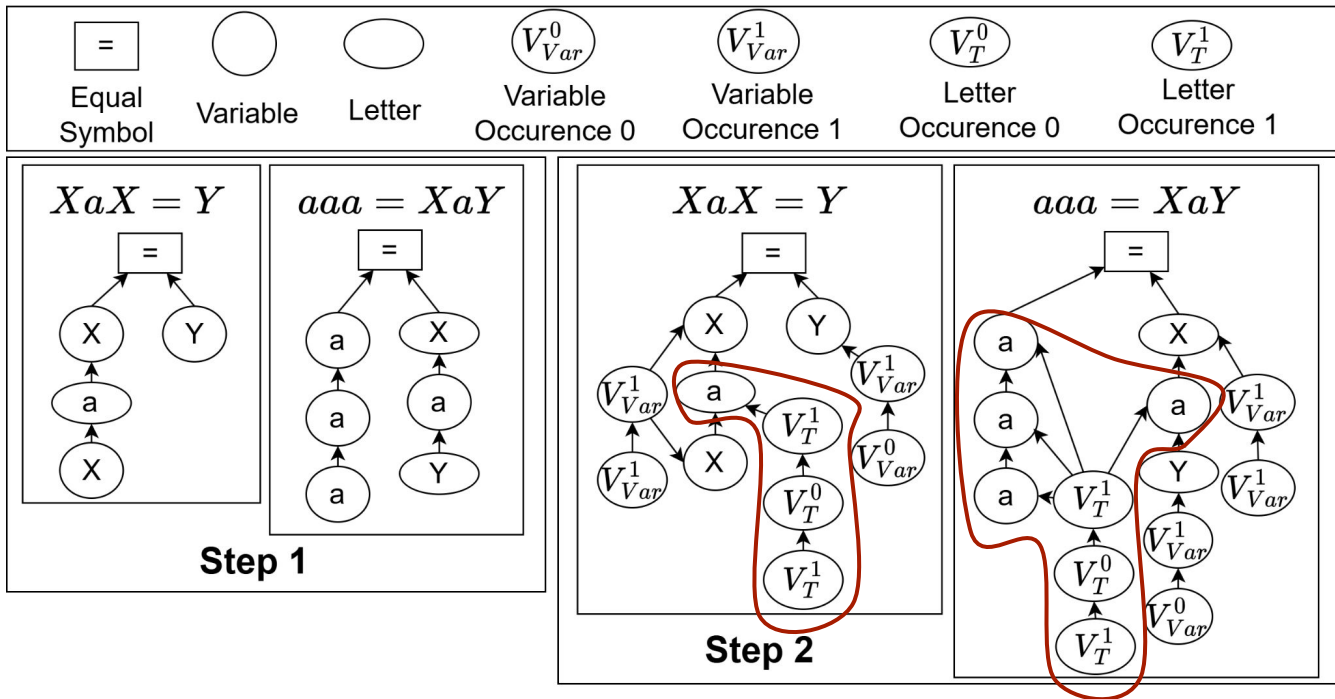 =
V^0_{Var}
V^1_{Var}
V^0_T
V^1_T
Equal
Symbol
Variable
Letter
Variable
Occurence 0
Variable
Occurence 1
Letter
Occurence 0
Letter
Occurence 1
XaX = Y
=
X
Y
a
X
aaa = XaY
=
a
X
a
a
a
Y
Step 1
XaX = Y
=
X
Y
V^1_{Var}
a
V^1_{Var}
V^1_T
X
V^0_{Var}
V^1_{Var}
V^0_T
V^1_T
aaa = XaY
=
a
X
a
a
V^1_{Var}
a
V^1_T
Y
V^1_{Var}
V^1_{Var}
V^0_T
V^0_{Var}
V^1_T
Step 2